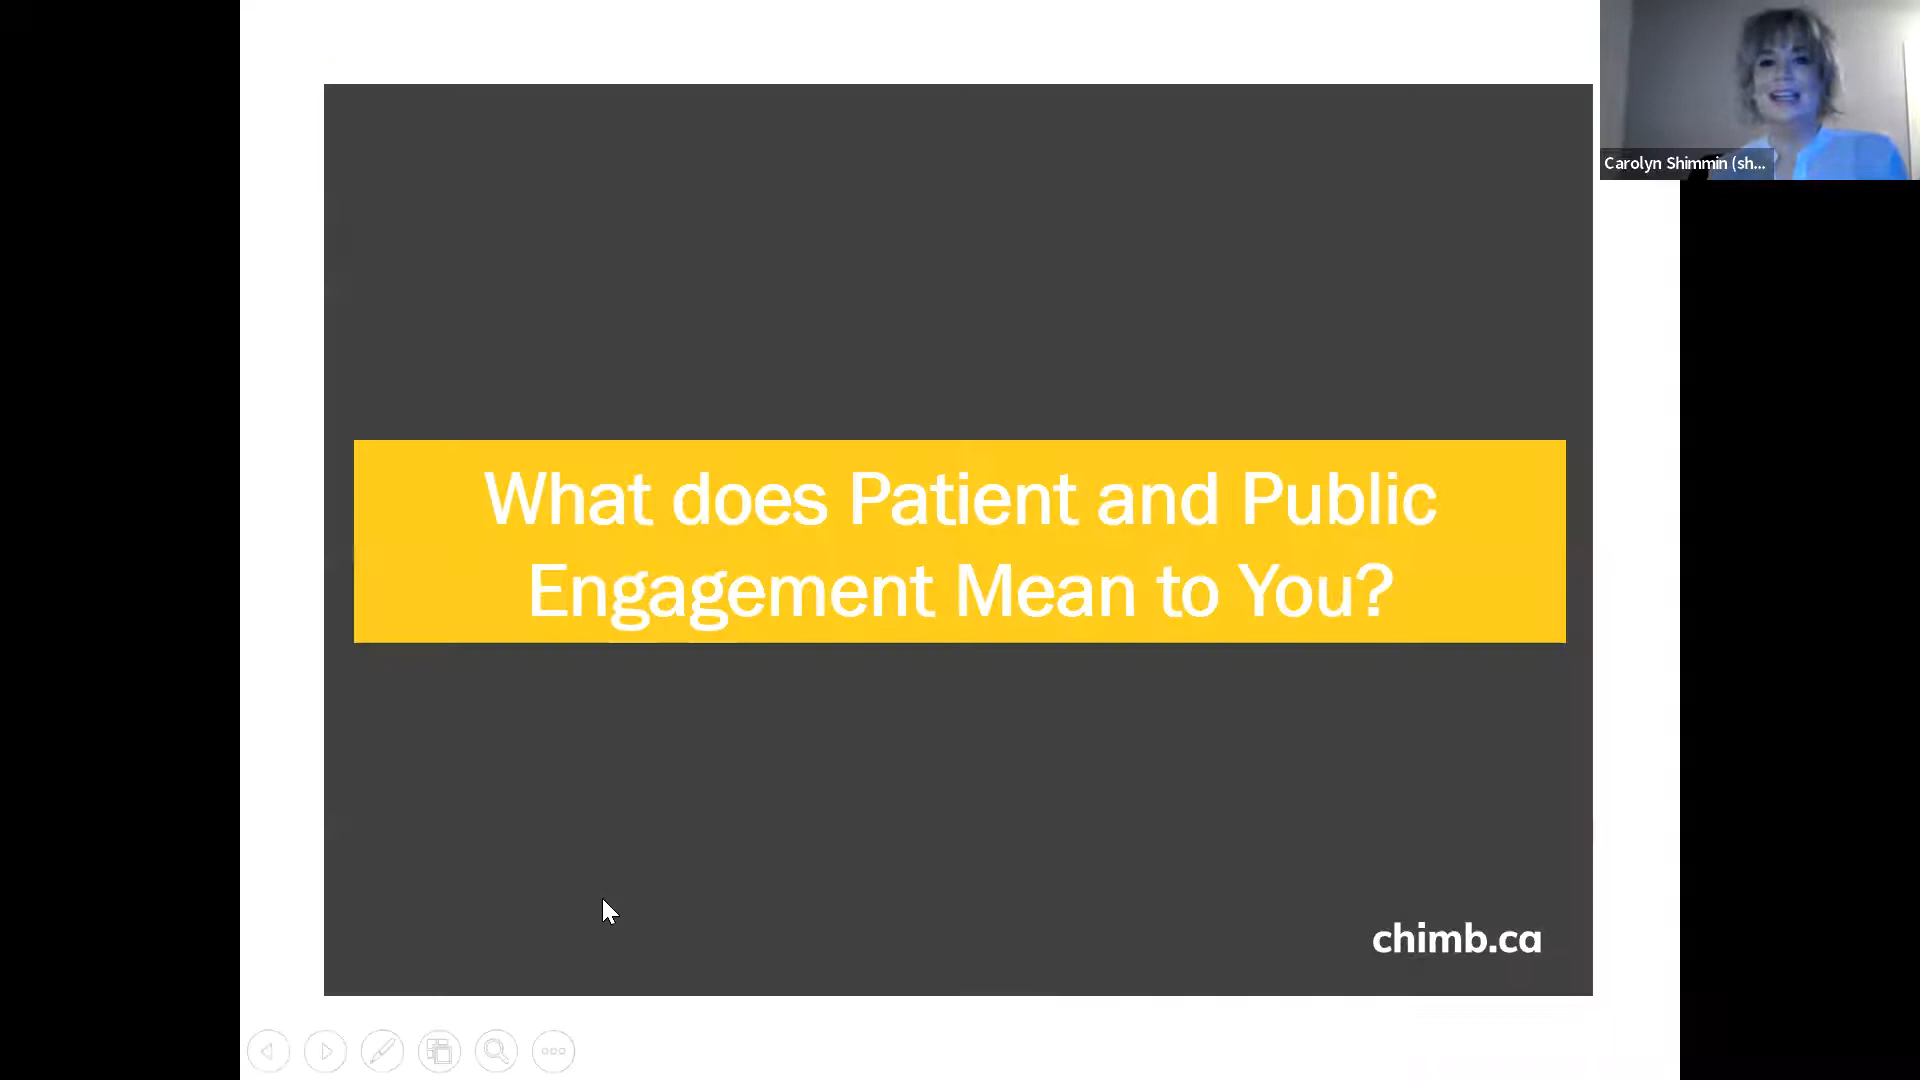 Carolyn Shimmin (sh...
What does Patient and Public
Engagement Mean to You?
chimb.ca